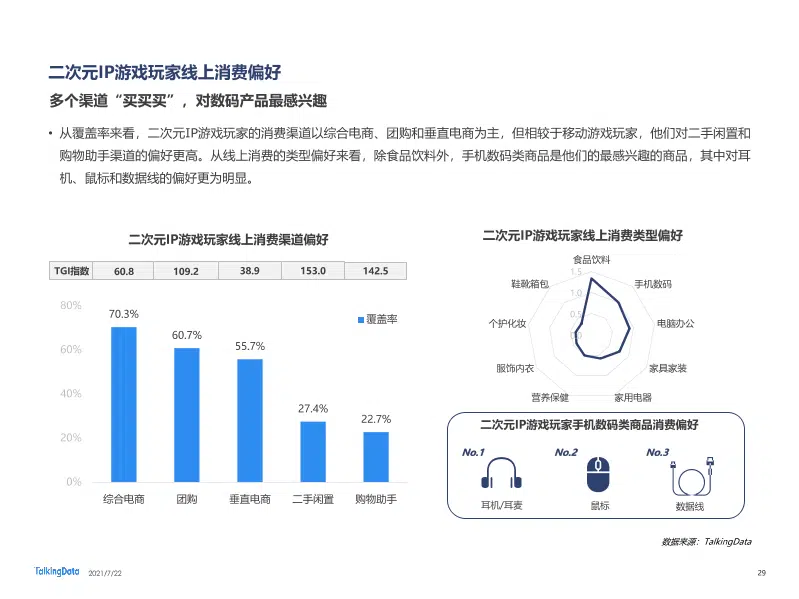 二次元IP游戏玩家线上消费偏好
多个渠道“买买买”，对数码产品最感兴趣
• 从覆盖率来看，二次元IP游戏玩家的消费渠道以综合电商、团购和垂直电商为主，但相较于移动游戏玩家，他们对二手闲置和
购物助手渠道的偏好更高。从线上消费的类型偏好来看，除食品饮料外，手机数码类商品是他们的最感兴趣的商品，其中对耳
机、鼠标和数据线的偏好更为明显。
二次元IP游戏玩家线上消费渠道偏好
TGI指数 60.8 109.2 38.9 153.0 142.5
80%
60%
40%
20%
0%
覆盖率
70.3%
60.7%
55.7%
27.4%
22.7%
综合电商 团购 垂直电商 二手闲置 购物助手
二次元IP游戏玩家线上消费类型偏好
食品饮料
手机数码
电脑办公
家具家装
家用电器
营养保健
服饰内衣
个护化妆
鞋靴箱包
1.5
1.0
0.5
0.0
二次元IP游戏玩家手机数码类商品消费偏好
No.1 No.2 No.3
耳机/耳麦 鼠标 数据线
数据来源：TalkingData
TalkingData 2021/7/22 29